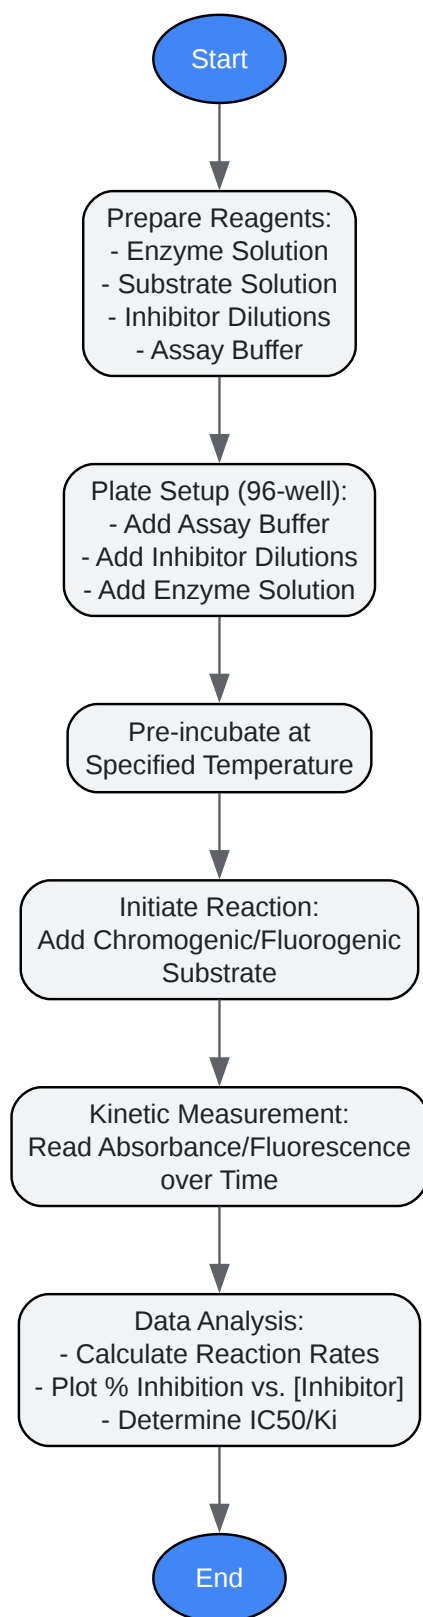 Start
Prepare Reagents:
- Enzyme Solution
- Substrate Solution
- Inhibitor Dilutions
- Assay Buffer
Plate Setup (96-well):
- Add Assay Buffer
- Add Inhibitor Dilutions
- Add Enzyme Solution
Pre-incubate at
Specified Temperature
Initiate Reaction:
Add Chromogenic/Fluorogenic
Substrate
Kinetic Measurement:
Read Absorbance/Fluorescence
over Time
Data Analysis:
- Calculate Reaction Rates
- Plot % Inhibition vs. [Inhibitor]
- Determine IC50/Ki
End